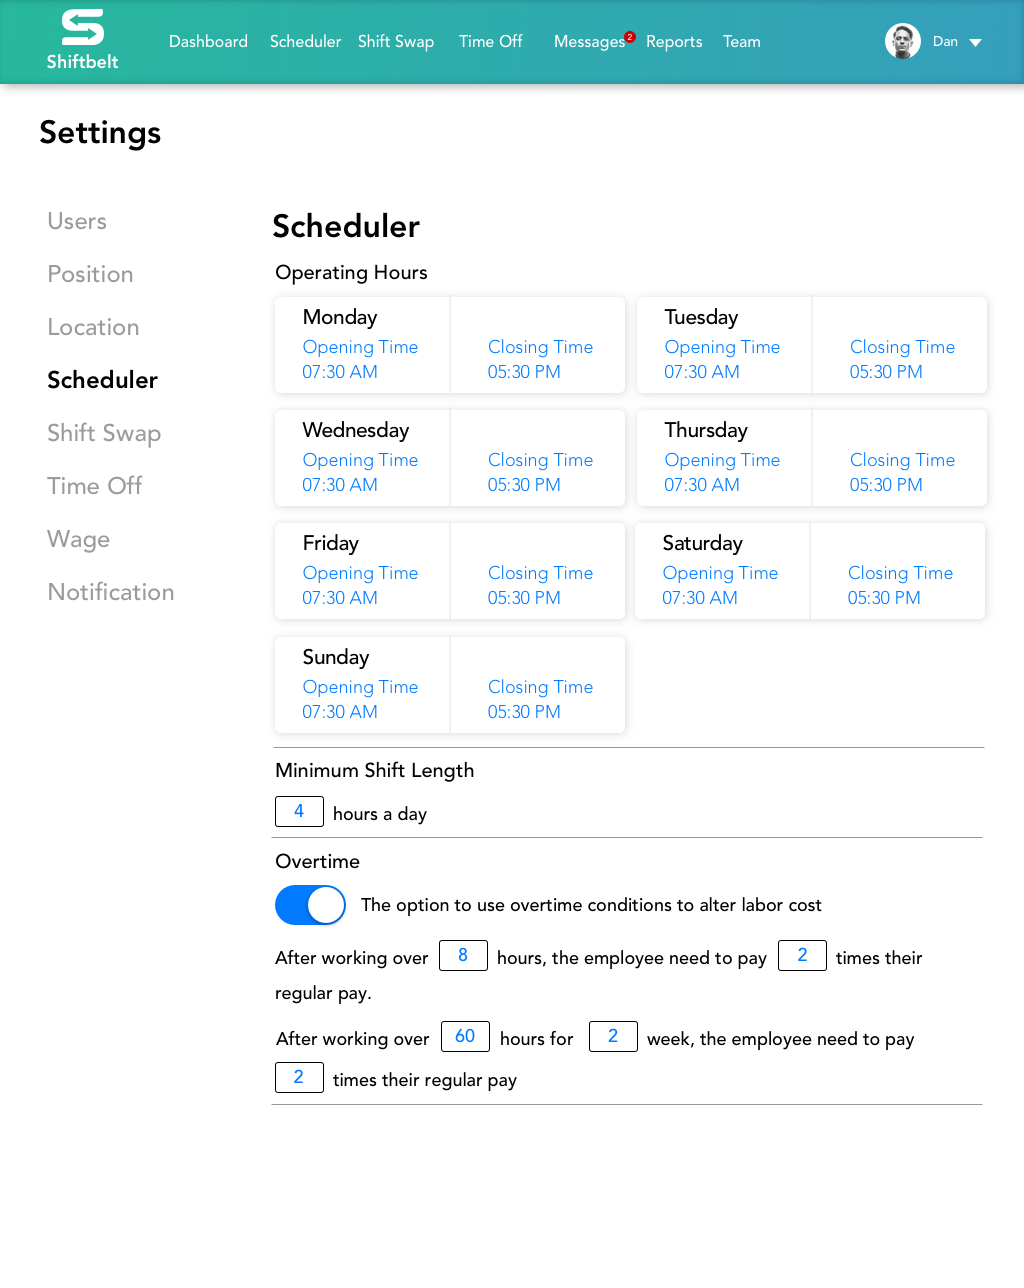 Shiftbelt
Dashboard Scheduler Shift Swap Time Off Messages 2 Reports Team Dan
Settings
Users
Position
Location
Scheduler
Shift Swap
Time Off
Wage
Notification
Scheduler
Operating Hours
Monday
Opening Time Closing Time
07:30 AM 05:30 PM
Tuesday
Opening Time Closing Time
07:30 AM 05:30 PM
Wednesday
Opening Time Closing Time
07:30 AM 05:30 PM
Thursday
Opening Time Closing Time
07:30 AM 05:30 PM
Friday
Opening Time Closing Time
07:30 AM 05:30 PM
Saturday
Opening Time Closing Time
07:30 AM 05:30 PM
Sunday
Opening Time Closing Time
07:30 AM 05:30 PM
Minimum Shift Length
4 hours a day
Overtime
The option to use overtime conditions to alter labor cost
After working over 8 hours, the employee need to pay 2 times their
regular pay.
After working over 60 hours for 2 week, the employee need to pay
2 times their regular pay